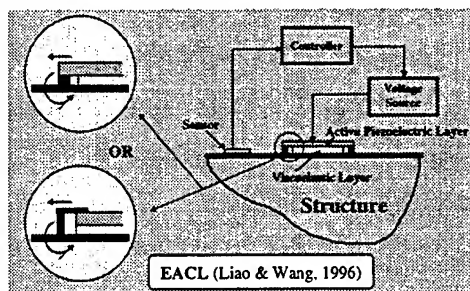 Controller
Voltage
Source
Sensor
Active Piezoelectric Layer
OR
Viscoelastic Layer
Structure
EACL (Liao & Wang, 1996)